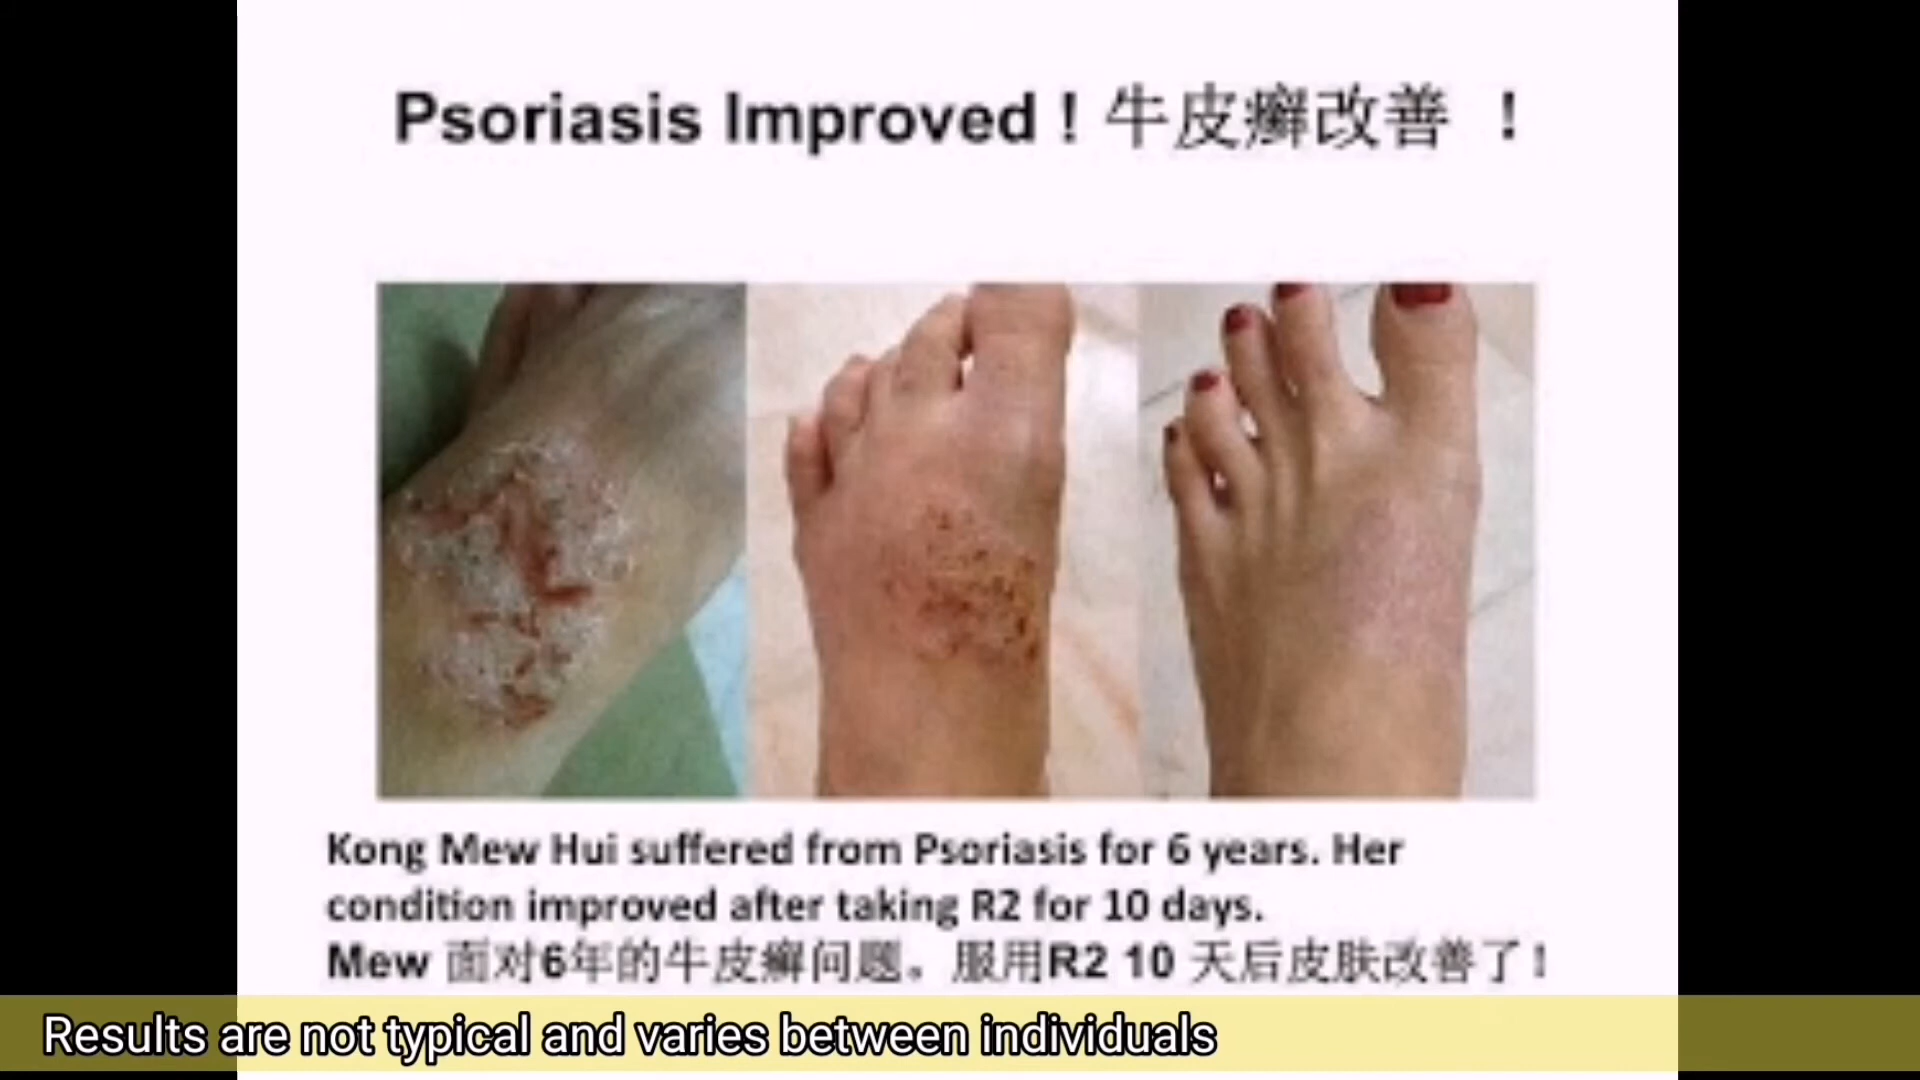 Psoriasis Improved！牛皮癣改善 ！
Kong Mew Hui suffered from Psoriasis for 6 years. Her
condition improved after taking R2 for 10 days.
Mew 面对6年的牛皮癣问题。服用R2 10 天后皮肤改善了！
Results are not typical and varies between individuals